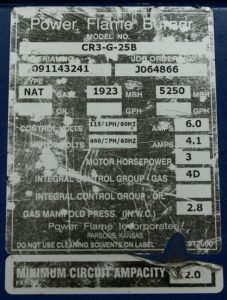 Power Flame Burner
MODEL NO.
CR3-G-25B
SERIAL NO. JOB ORDER NO.
091143241 J064866
TYPE
NAT 1923 MBH 5250 MBH
GAS
OIL GPH GPH
CONTROL VOLTS 115/1PH/60HZ AMPS 6.0
VOLTS 460/3PH/60HZ AMPS 4.1
MOTOR HORSEPOWER 3
INTEGRAL CONTROL GROUP - GAS 4D
INTEGRAL CONTROL GROUP - OIL
GAS MANIFOLD PRESS. (IN.W.C.) 2.8
Power Flame Incorporated
PARSONS, KANSAS
DO NOT USE CLEANING SOLVENTS ON LABEL
MINIMUM CIRCUIT AMPACITY 2.0